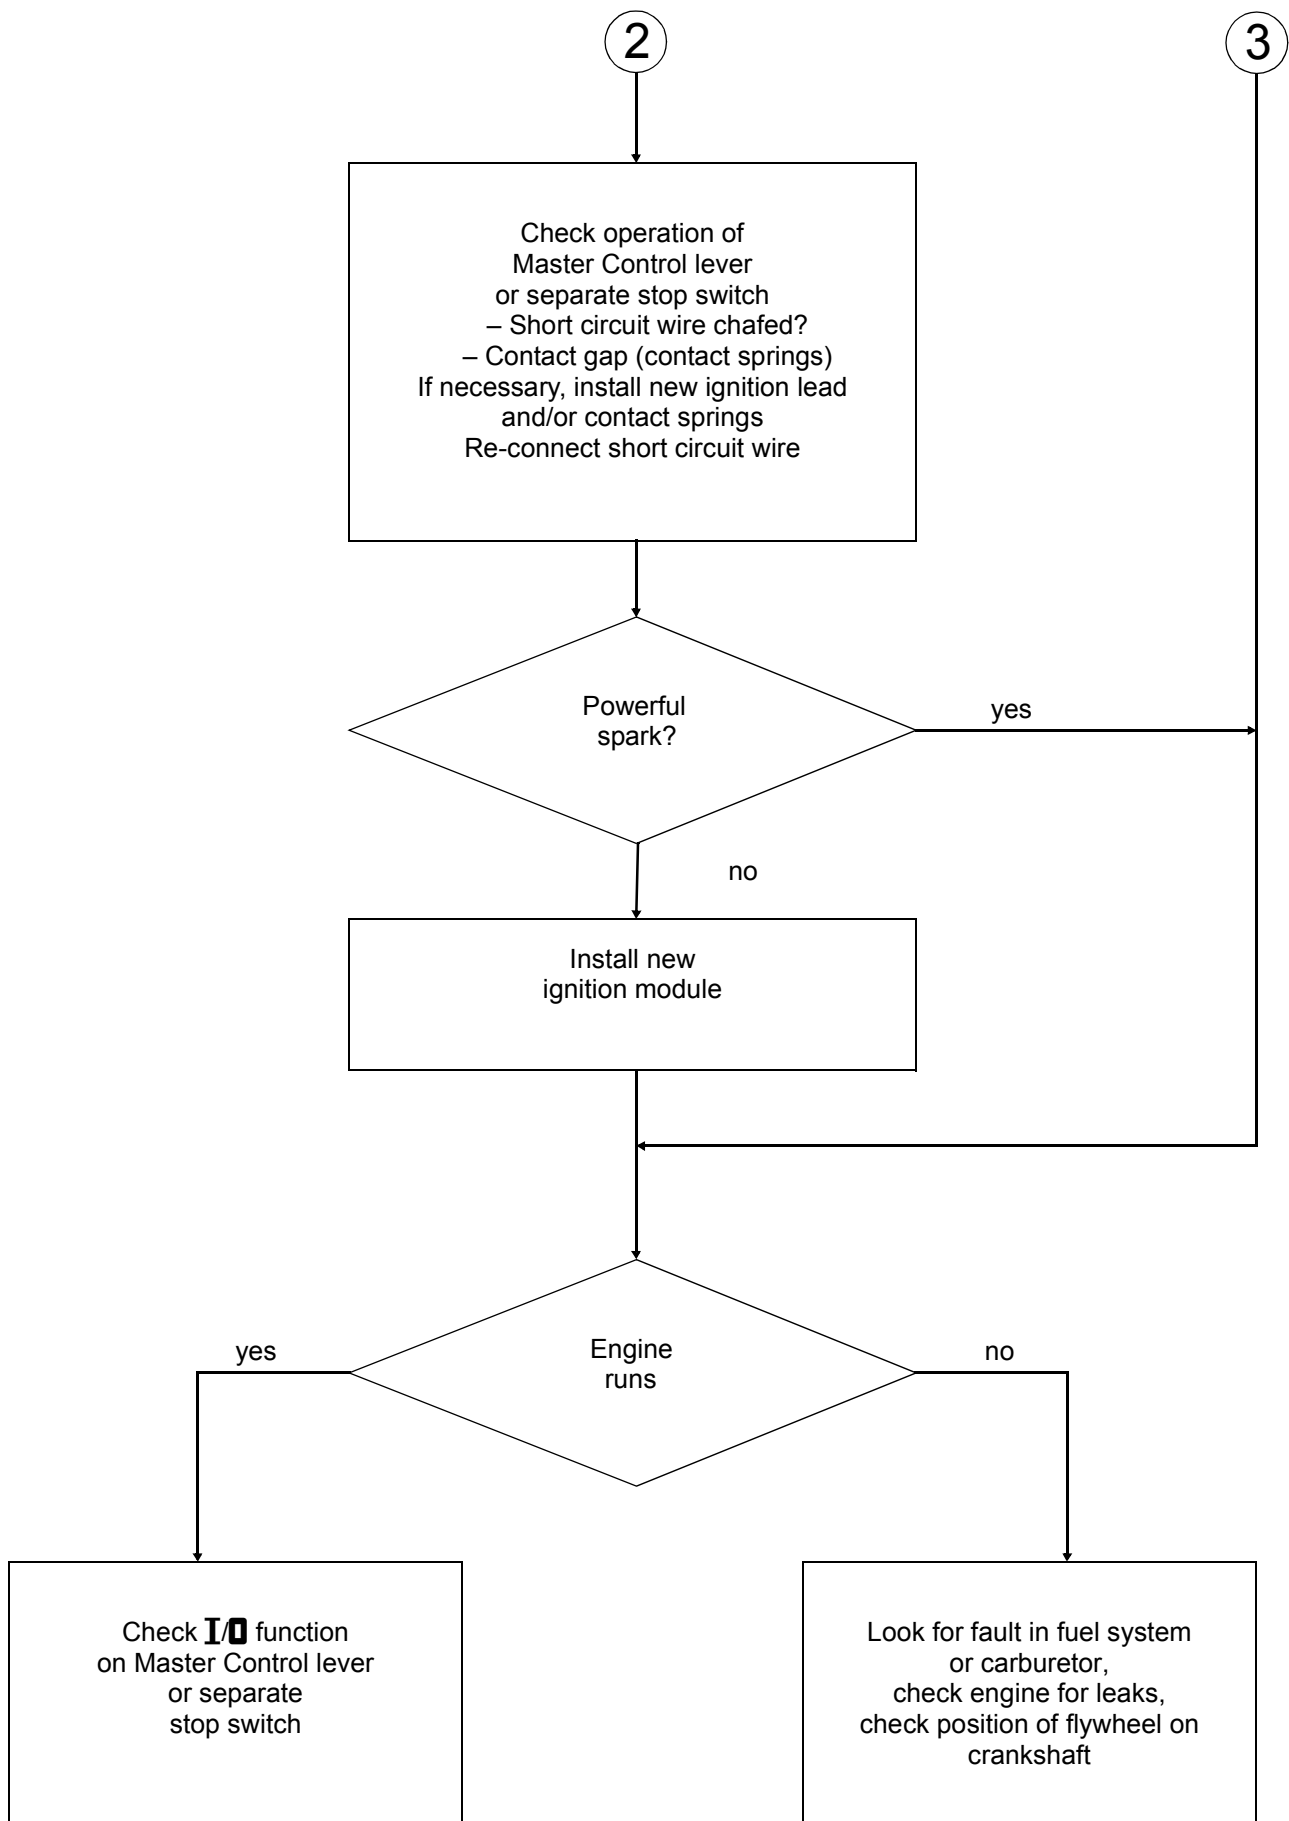 2
3
Check operation of
Master Control lever
or separate stop switch
– Short circuit wire chafed?
– Contact gap (contact springs)
If necessary, install new ignition lead
and/or contact springs
Re-connect short circuit wire
Powerful
spark?
yes
no
Install new
ignition module
Engine
runs
yes
no
Check I/0 function
on Master Control lever
or separate
stop switch
Look for fault in fuel system
or carburetor,
check engine for leaks,
check position of flywheel on
crankshaft